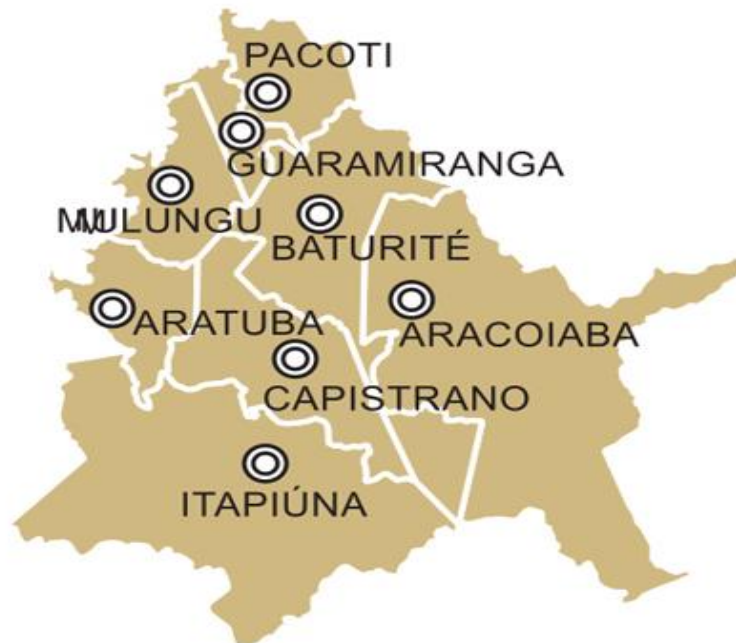 PACOTI
GUARAMIRANGA
MULUNGU
BATURITÉ
ARATUBA
ARACOIABA
CAPISTRANO
ITAPIÚNA